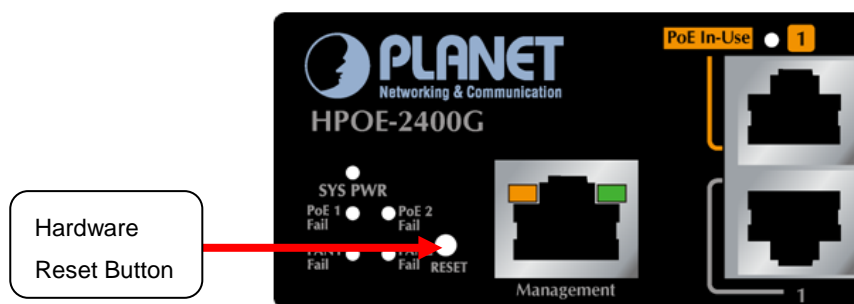 PLANET
Networking & Communication
HPOE-2400G
PoE In-Use 1
SYS PWR
PoE 1 Fail
PoE 2 Fail
Fail
Fail
RESET
Management
1
Hardware
Reset Button